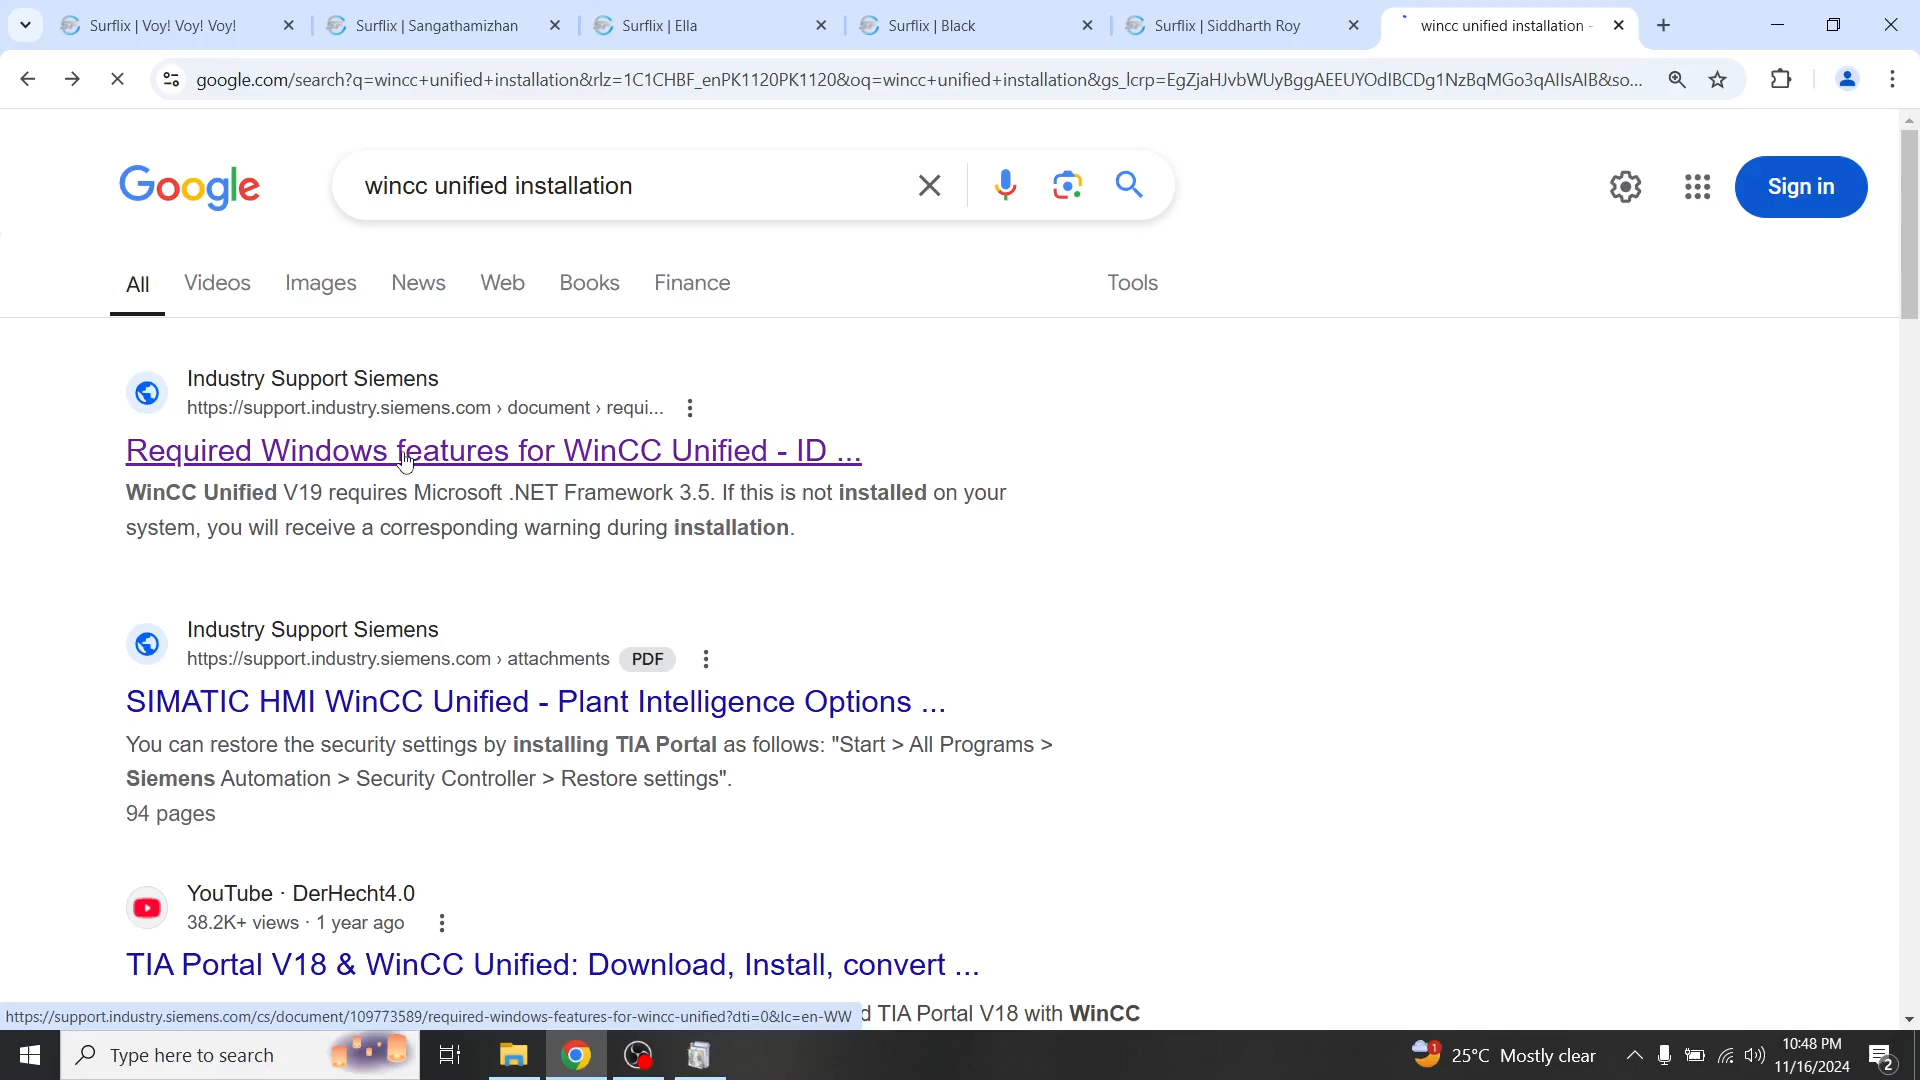 Surflix | Voy! Voy! Voy!
Surflix | Sangathamizhan
Surflix | Ella
Surflix | Black
Surflix | Siddharth Roy
wincc unified installation -
google.com/search?q=wincc+unified+installation&rlz=1C1CHBF_enPK1120PK1120&oq=wincc+unified+installation&gs_lcrp=EgZjaHJvbWUyBggAEEUYOdIBCDg1NzBqMGo3qAIIsAIB&so...
Google
wincc unified installation
Sign in
All Videos Images News Web Books Finance Tools
Industry Support Siemens
https://support.industry.siemens.com › document › requi...
Required Windows features for WinCC Unified - ID ...
WinCC Unified V19 requires Microsoft .NET Framework 3.5. If this is not installed on your
system, you will receive a corresponding warning during installation.
Industry Support Siemens
https://support.industry.siemens.com › attachments PDF
SIMATIC HMI WinCC Unified - Plant Intelligence Options ...
You can restore the security settings by installing TIA Portal as follows: "Start > All Programs >
Siemens Automation > Security Controller > Restore settings".
94 pages
YouTube · DerHecht4.0
38.2K+ views · 1 year ago
TIA Portal V18 & WinCC Unified: Download, Install, convert ...
https://support.industry.siemens.com/cs/document/109773589/required-windows-features-for-wincc-unified?dti=0&lc=en-WW
d TIA Portal V18 with WinCC
Type here to search
1
25°C Mostly clear
10:48 PM
11/16/2024
2